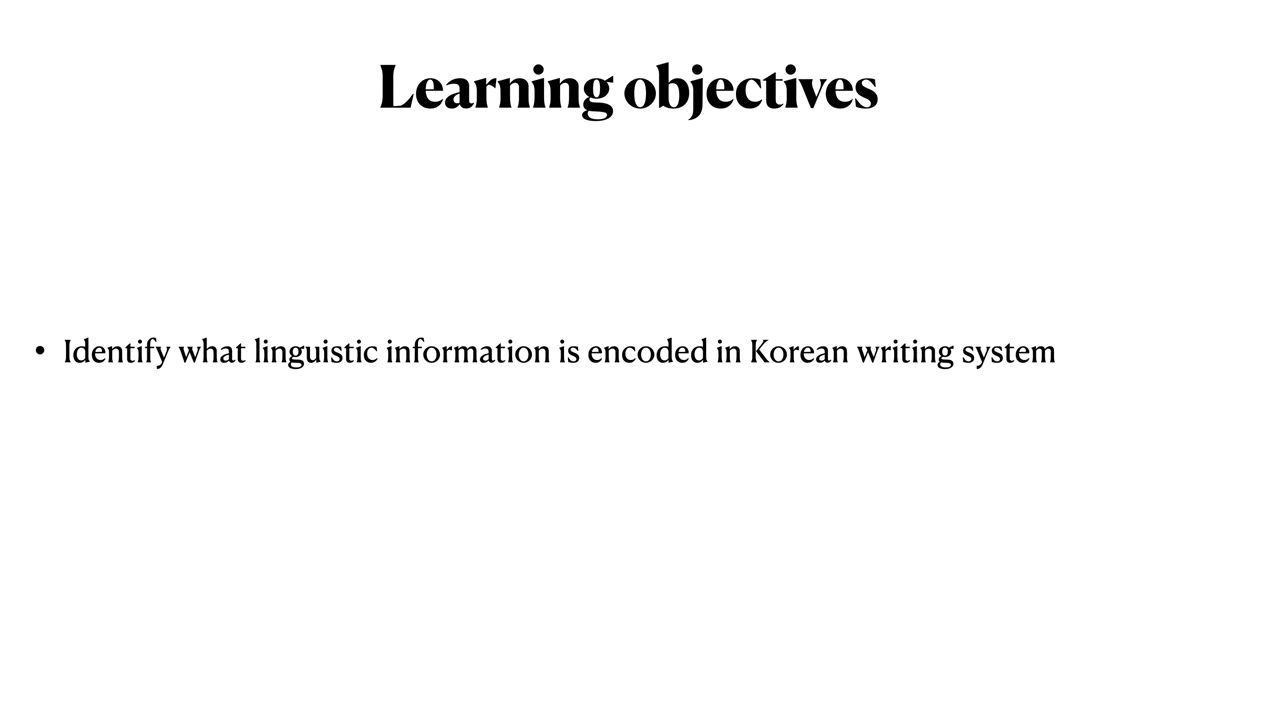 Learning objectives
• Identify what linguistic information is encoded in Korean writing system